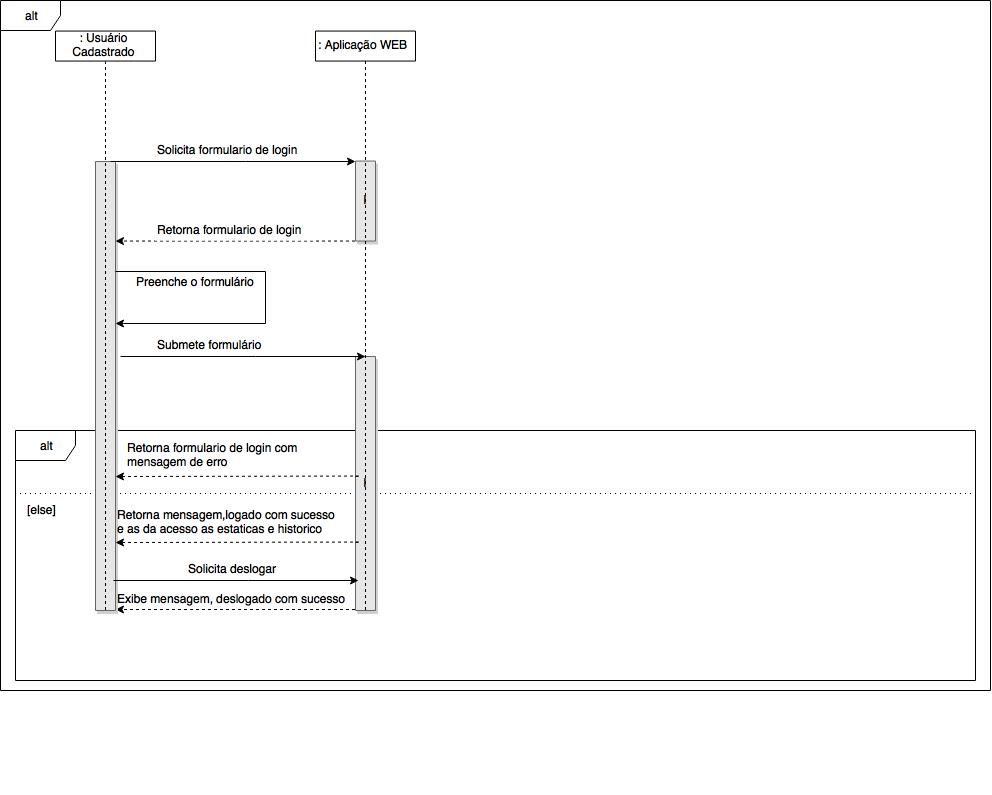 alt
: Usuário
Cadastrado
: Aplicação WEB
Solicita formulario de login
Retorna formulario de login
Preenche o formulário
Submete formulário
alt
Retorna formulario de login com
mensagem de erro
[else]
Retorna mensagem,logado com sucesso
e as da acesso as estaticas e historico
Solicita deslogar
Exibe mensagem, deslogado com sucesso